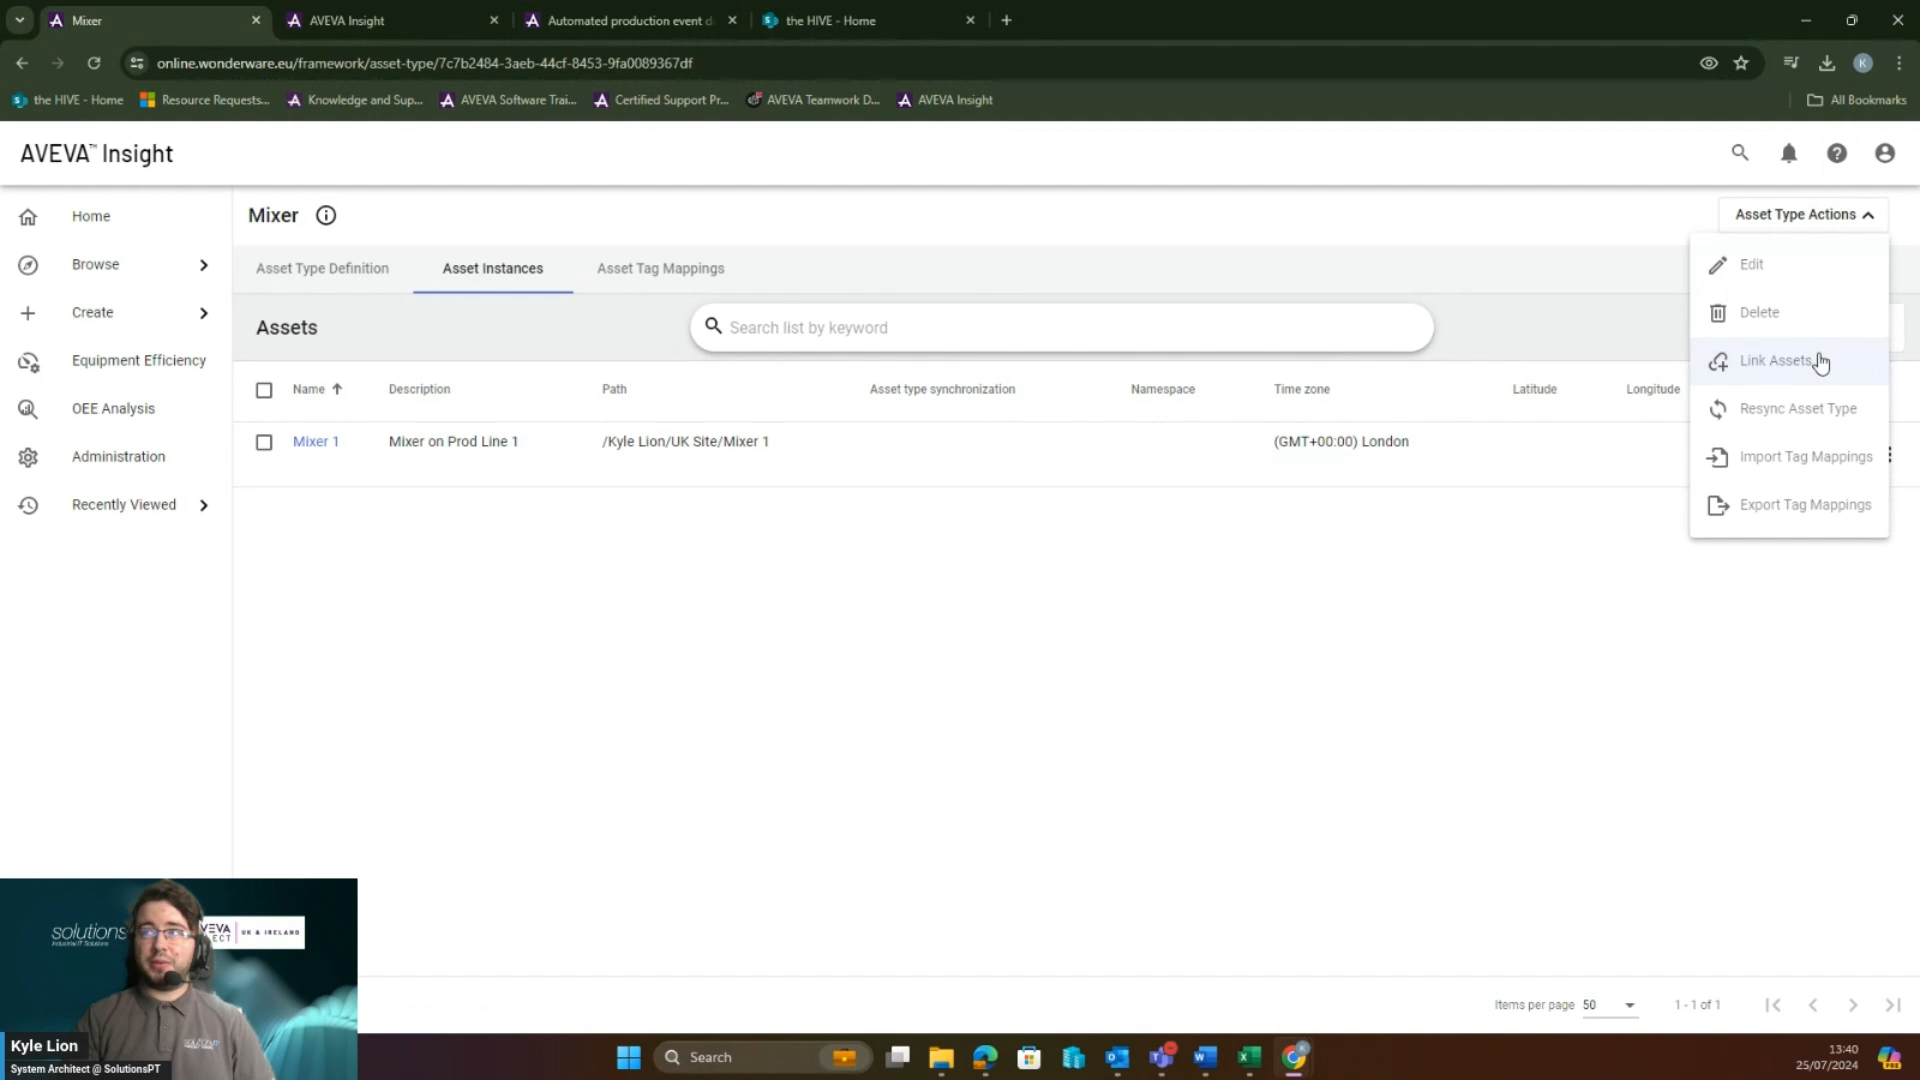 Mixer
AVEVA Insight
Automated production event d
the HIVE - Home
online.wonderware.eu/framework/asset-type/7c7b2484-3aeb-44cf-8453-9fa0089367df
K
the HIVE - Home
Resource Requests...
Knowledge and Sup...
AVEVA Software Trai...
Certified Support Pr...
AVEVA Teamwork D...
AVEVA Insight
All Bookmarks
AVEVA™ Insight
Home
Browse
Create
Equipment Efficiency
OEE Analysis
Administration
Recently Viewed
Mixer
Asset Type Actions
Asset Type Definition
Asset Instances
Asset Tag Mappings
Edit
Delete
Link Assets
Resync Asset Type
Import Tag Mappings
Export Tag Mappings
Assets
Search list by keyword
Name
Description
Path
Asset type synchronization
Namespace
Time zone
Latitude
Longitude
Mixer 1
Mixer on Prod Line 1
/Kyle Lion/UK Site/Mixer 1
(GMT+00:00) London
Items per page
50
1 - 1 of 1
solutions
Industrial IT Solutions
UK & IRELAND
Kyle Lion
System Architect @ SolutionsPT
Search
13:40
25/07/2024